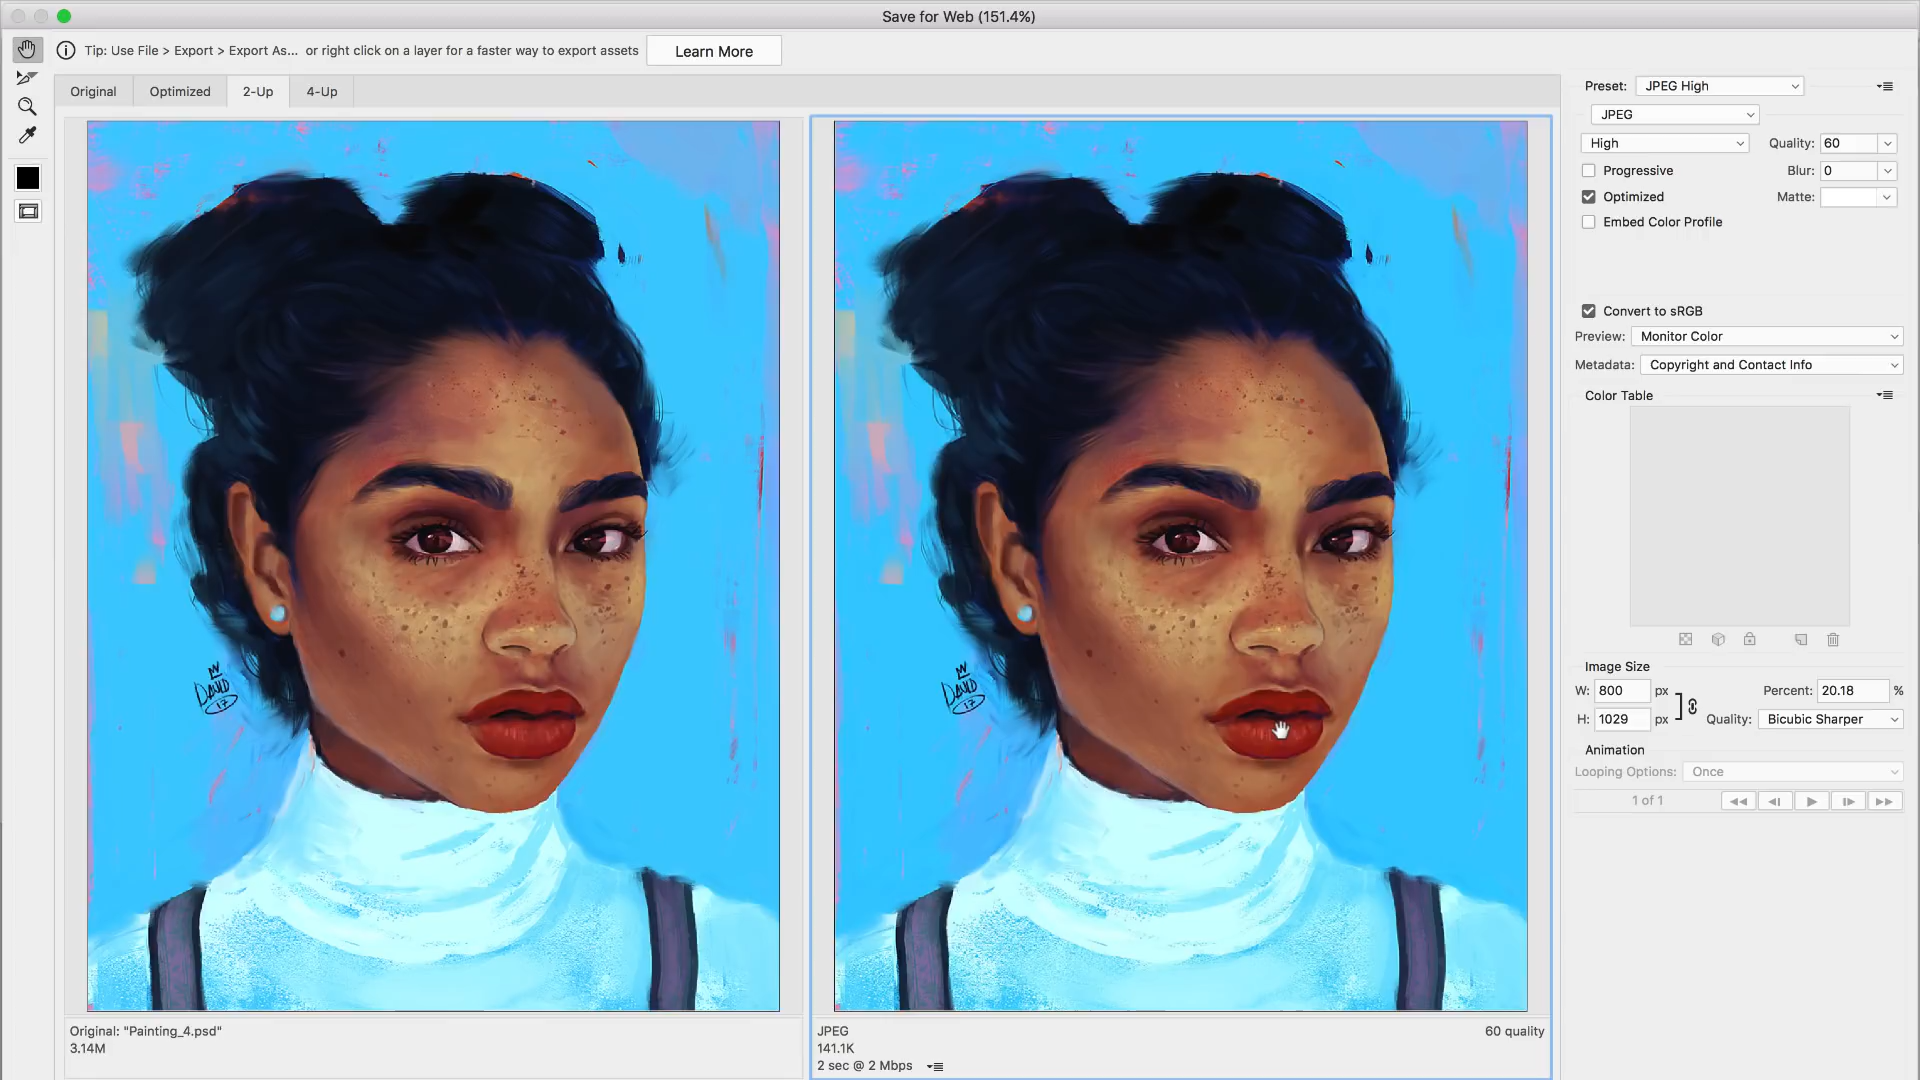 Save for Web (151.4%)
Tip: Use File > Export > Export As... or right click on a layer for a faster way to export assets
Learn More
Original
Optimized
2-Up
4-Up
DAVID
17
DAVID
17
Original: "Painting_4.psd"
3.14M
JPEG
60 quality
141.1K
2 sec @ 2 Mbps
Preset: JPEG High
JPEG
High
Quality: 60
Progressive
Blur: 0
Optimized
Matte:
Embed Color Profile
Convert to sRGB
Preview: Monitor Color
Metadata: Copyright and Contact Info
Color Table
Image Size
W: 800 px
Percent: 20.18 %
H: 1029 px
Quality: Bicubic Sharper
Animation
Looping Options: Once
1 of 1